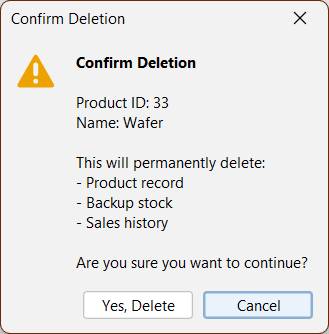 Confirm Deletion
Confirm Deletion
Product ID: 33
Name: Wafer
This will permanently delete:
- Product record
- Backup stock
- Sales history
Are you sure you want to continue?
Yes, Delete
Cancel